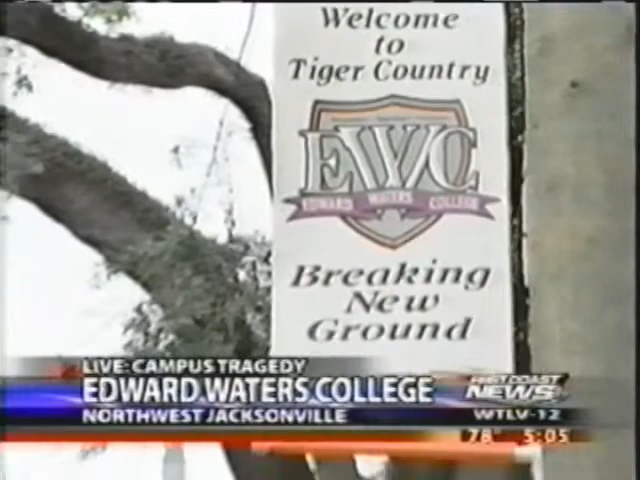 Welcome
to
Tiger Country
EWC
EDWARD WATERS COLLEGE
Breaking
New
Ground
LIVE: CAMPUS TRAGEDY
EDWARD WATERS COLLEGE
NORTHWEST JACKSONVILLE
FIRST COAST
NEWS
WTLV-12
78° 5:05